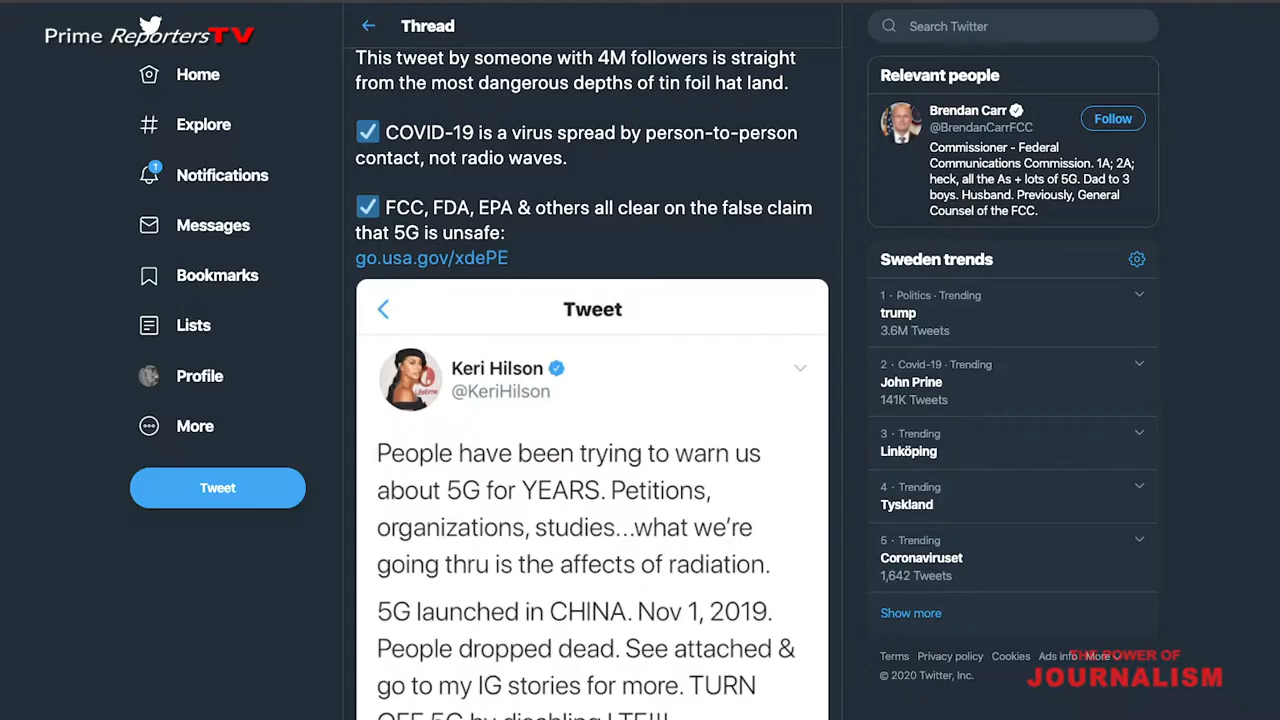 Prime ReportersTV
Home
Explore
1
Notifications
Messages
Bookmarks
Lists
Profile
More
Tweet
Thread
This tweet by someone with 4M followers is straight
from the most dangerous depths of tin foil hat land.
COVID-19 is a virus spread by person-to-person
contact, not radio waves.
FCC, FDA, EPA & others all clear on the false claim
that 5G is unsafe:
go.usa.gov/xdePE
Tweet
Keri Hilson
@KeriHilson
People have been trying to warn us
about 5G for YEARS. Petitions,
organizations, studies...what we're
going thru is the affects of radiation.
5G launched in CHINA. Nov 1, 2019.
People dropped dead. See attached &
go to my IG stories for more. TURN
OFF 5G by disabling LTE!!!
Search Twitter
Relevant people
Brendan Carr
@BrendanCarrFCC
Follow
Commissioner - Federal
Communications Commission. 1A; 2A;
heck, all the As + lots of 5G. Dad to 3
boys. Husband. Previously, General
Counsel of the FCC.
Sweden trends
1 · Politics · Trending
trump
3.6M Tweets
2 · Covid-19 · Trending
John Prine
141K Tweets
3 · Trending
Linköping
4 · Trending
Tyskland
5 · Trending
Coronaviruset
1,642 Tweets
Show more
Terms Privacy policy Cookies Ads info More
© 2020 Twitter, Inc.
THE POWER OF
JOURNALISM